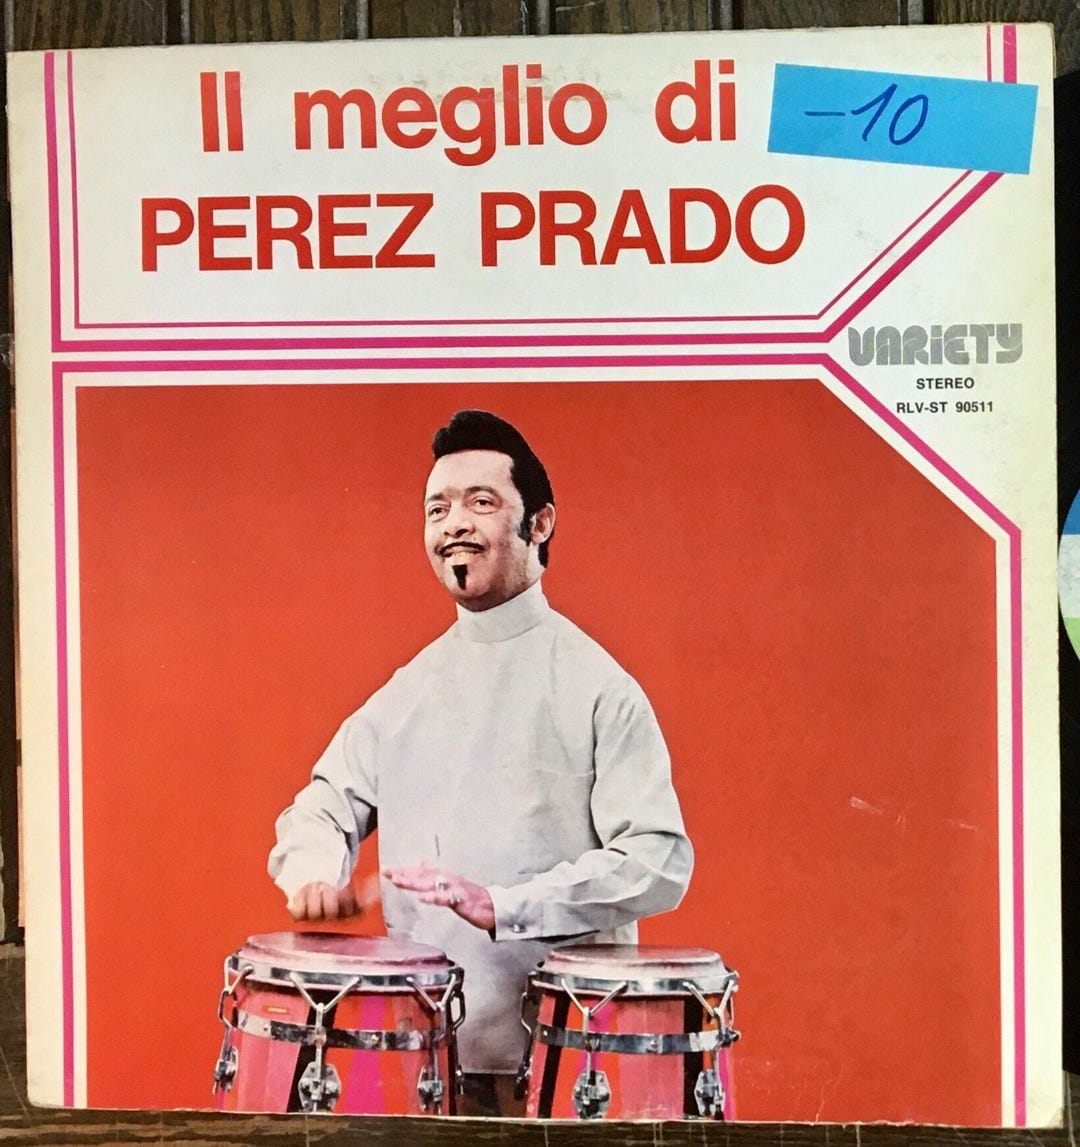 Il meglio di
PEREZ PRADO
-10
VARIETY
STEREO
RLV-ST 90511